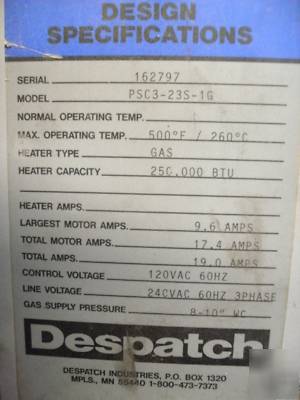 DESIGN
SPECIFICATIONS
SERIAL 162797
MODEL PSC3-23S-1G
NORMAL OPERATING TEMP.
MAX. OPERATING TEMP. 500°F / 260°C
HEATER TYPE GAS
HEATER CAPACITY 250,000 BTU
HEATER AMPS.
LARGEST MOTOR AMPS. 9.6 AMPS
TOTAL MOTOR AMPS. 17.4 AMPS
TOTAL AMPS. 19.0 AMPS
CONTROL VOLTAGE 120VAC 60HZ
LINE VOLTAGE 240VAC 60HZ 3PHASE
GAS SUPPLY PRESSURE 8-10" WC
Despatch
DESPATCH INDUSTRIES, P.O. BOX 1320
MPLS., MN 55440 1-800-473-7373